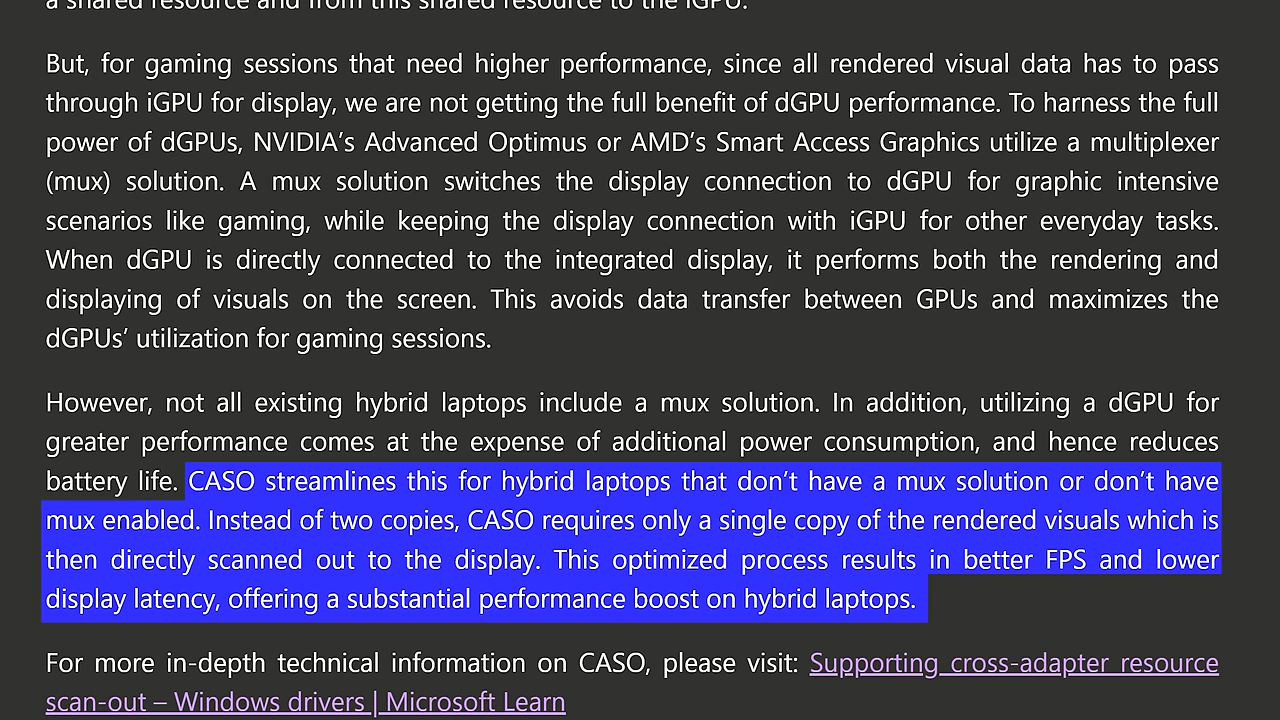 a shared resource and from this shared resource to the iGPU.
But, for gaming sessions that need higher performance, since all rendered visual data has to pass
through iGPU for display, we are not getting the full benefit of dGPU performance. To harness the full
power of dGPUs, NVIDIA’s Advanced Optimus or AMD’s Smart Access Graphics utilize a multiplexer
(mux) solution. A mux solution switches the display connection to dGPU for graphic intensive
scenarios like gaming, while keeping the display connection with iGPU for other everyday tasks.
When dGPU is directly connected to the integrated display, it performs both the rendering and
displaying of visuals on the screen. This avoids data transfer between GPUs and maximizes the
dGPUs’ utilization for gaming sessions.
However, not all existing hybrid laptops include a mux solution. In addition, utilizing a dGPU for
greater performance comes at the expense of additional power consumption, and hence reduces
battery life. CASO streamlines this for hybrid laptops that don’t have a mux solution or don’t have
mux enabled. Instead of two copies, CASO requires only a single copy of the rendered visuals which is
then directly scanned out to the display. This optimized process results in better FPS and lower
display latency, offering a substantial performance boost on hybrid laptops.
For more in-depth technical information on CASO, please visit: Supporting cross-adapter resource
scan-out – Windows drivers | Microsoft Learn